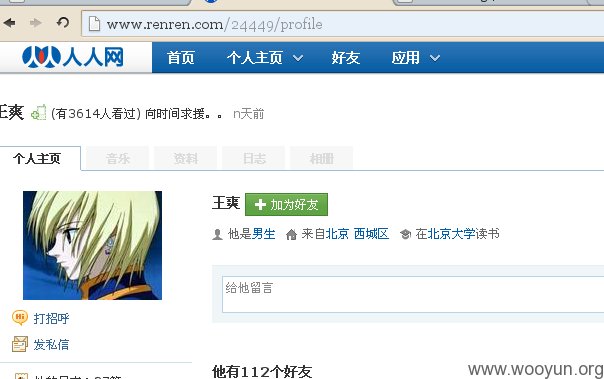 www.renren.com/24449/profile
人人网 首页 个人主页 好友 应用
王爽 (有3614人看过) 向时间求援。。 n天前
个人主页 音乐 资料 日志 相册
王爽 加为好友
他是男生 来自北京 西城区 在北京大学读书
给他留言
Hi 打招呼
发私信
他有112个好友
www.wooyun.org